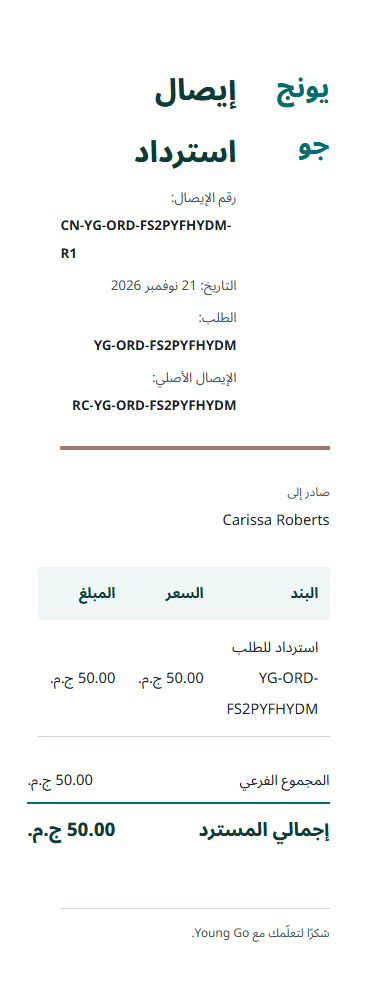 يونج
جو
إيصال
استرداد
رقم الإيصال:
CN-YG-ORD-FS2PYFHYDM-
R1
التاريخ: 21 نوفمبر 2026
الطلب:
YG-ORD-FS2PYFHYDM
الإيصال الأصلي:
RC-YG-ORD-FS2PYFHYDM
صادر إلى
Carissa Roberts
البند السعر المبلغ
استرداد للطلب
YG-ORD-
FS2PYFHYDM
50.00 ج.م. 50.00 ج.م.
المجموع الفرعي 50.00 ج.م.
إجمالي المسترد 50.00 ج.م.
شكرًا لتعلّمك مع Young Go.